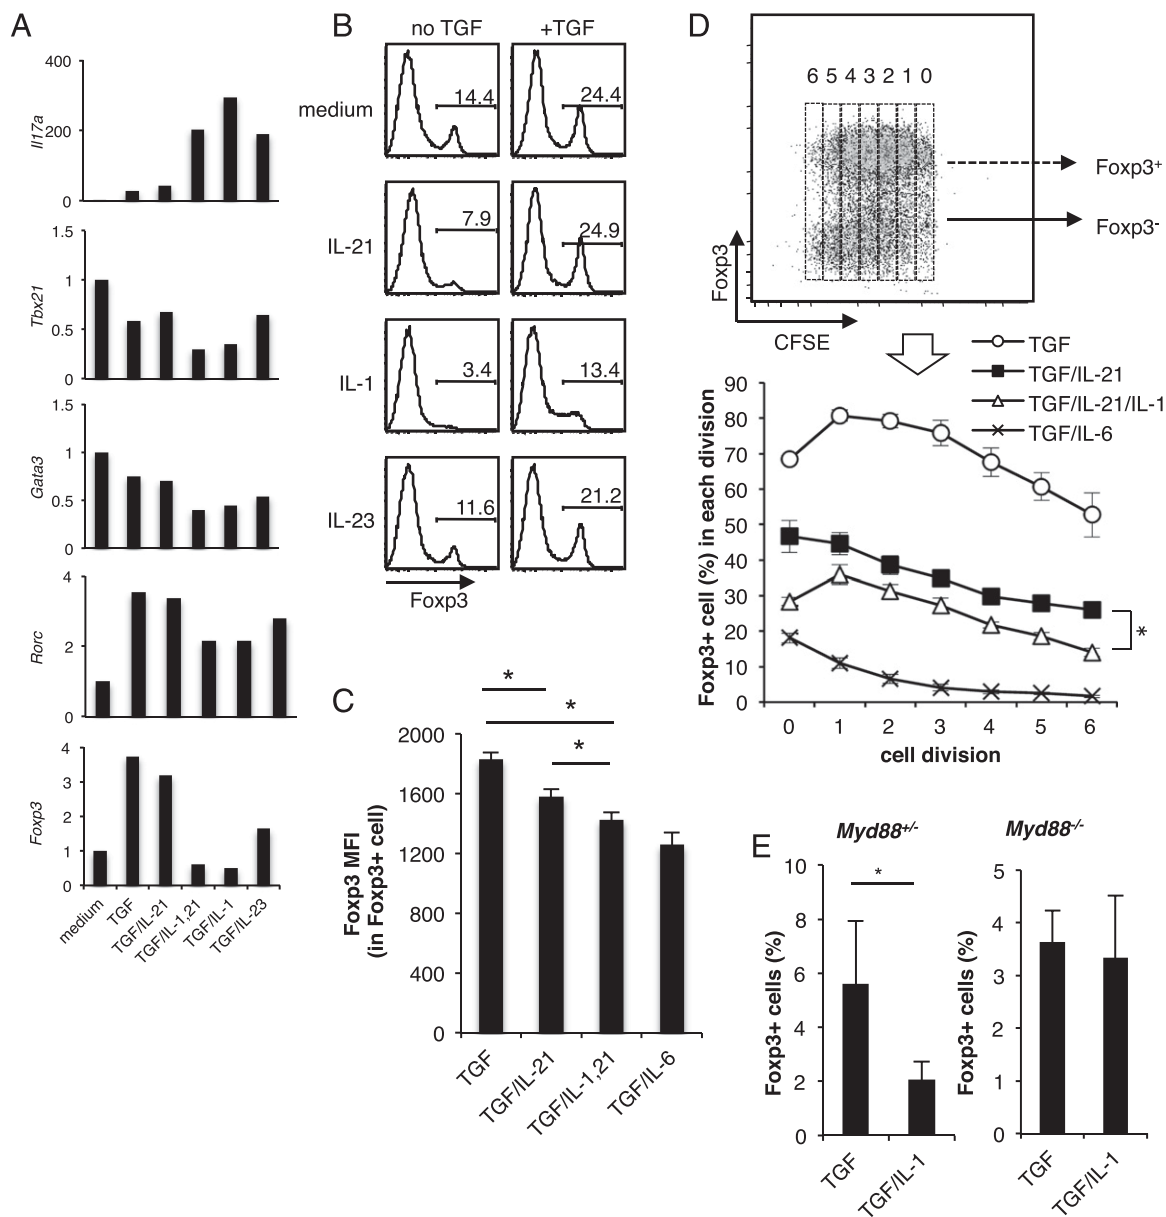 A
Il17a
400
200
0
Tbx21
1.5
1
0.5
0
Gata3
1.5
1
0.5
0
Rorc
4
2
0
Foxp3
4
3
2
1
0
medium
TGF
TGF/IL-21
TGF/IL-1,21
TGF/IL-1
TGF/IL-23
B
no TGF
+TGF
medium
14.4
24.4
IL-21
7.9
24.9
IL-1
3.4
13.4
IL-23
11.6
21.2
Foxp3
C
*
*
*
Foxp3 MFI
(in Foxp3+ cell)
2000
1600
1200
800
400
0
TGF
TGF/IL-21
TGF/IL-1,21
TGF/IL-6
D
6 5 4 3 2 1 0
Foxp3+
Foxp3-
Foxp3
CFSE
TGF
TGF/IL-21
TGF/IL-21/IL-1
TGF/IL-6
Foxp3+ cell (%) in each division
90
80
70
60
50
40
30
20
10
0
*
0 1 2 3 4 5 6
cell division
E
Myd88+/-
*
Foxp3+ cells (%)
10
8
6
4
2
0
TGF
TGF/IL-1
Myd88-/-
Foxp3+ cells (%)
5
4
3
2
1
0
TGF
TGF/IL-1